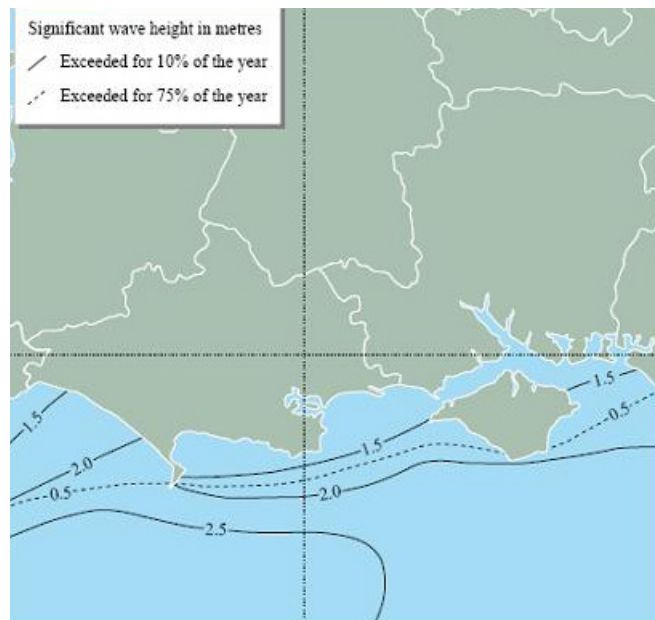 Significant wave height in metres
Exceeded for 10% of the year
Exceeded for 75% of the year
1.5
0.5
1.5
1.5
2.0
0.5
2.0
2.5